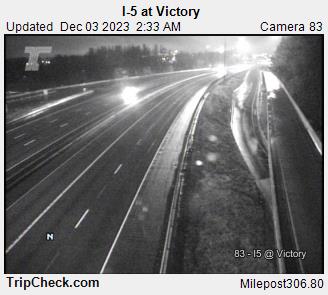 I-5 at Victory
Updated Dec 03 2023 2:33 AM Camera 83
T
N
83 - I5 @ Victory
TripCheck.com Milepost306.80